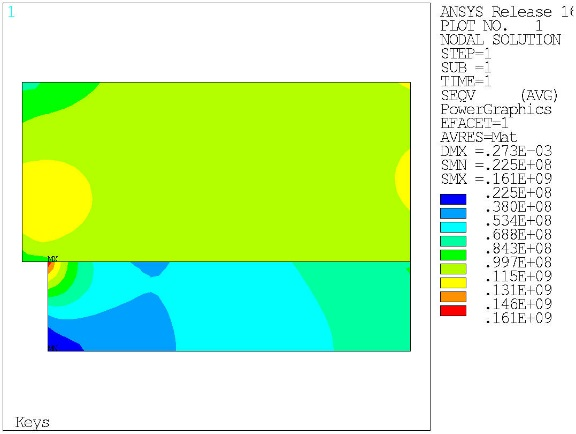 1
ANSYS Release 16
PLOT NO. 1
NODAL SOLUTION
STEP=1
SUB =1
TIME=1
SEQV (AVG)
PowerGraphics
EFACET=1
AVRES=Mat
DMX =.273E-03
SMN =.225E+08
SMX =.161E+09
.225E+08
.380E+08
.534E+08
.688E+08
.843E+08
.997E+08
.115E+09
.131E+09
.146E+09
.161E+09
MX
Keys